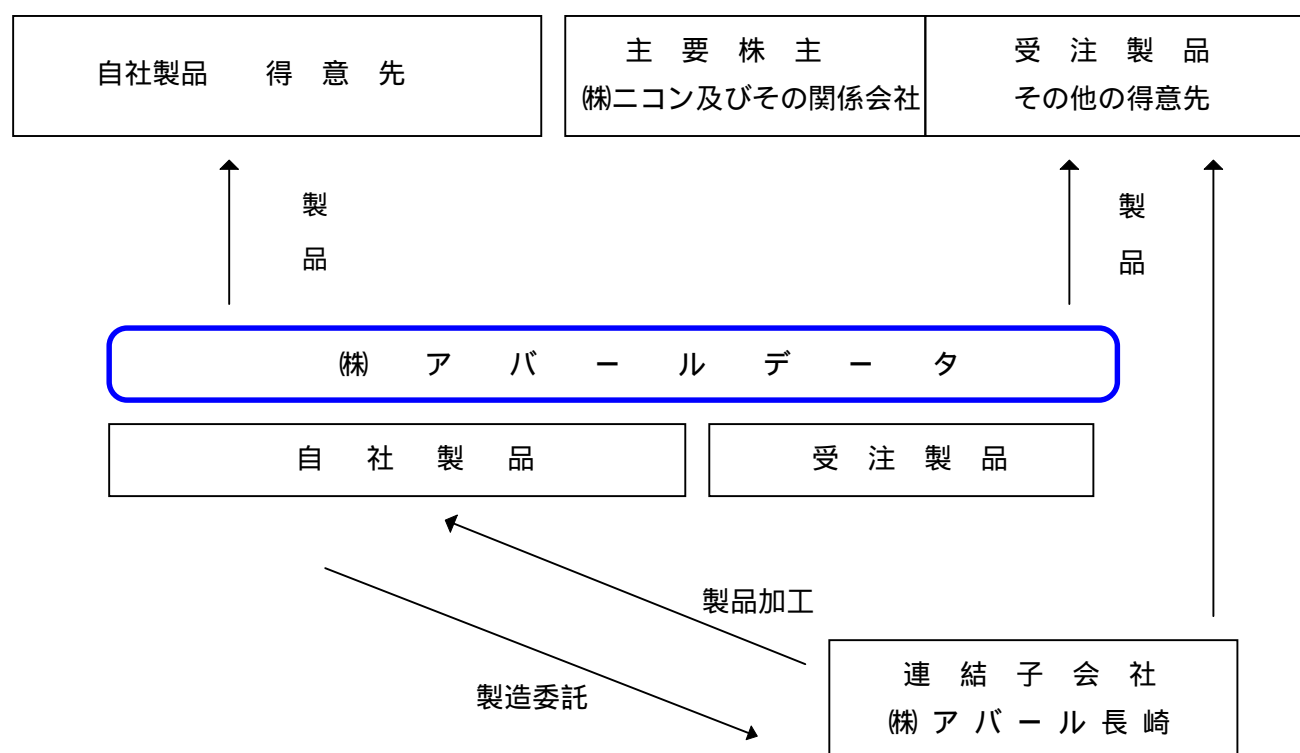 自社製品　得　意　先
主　要　株　主
㈱ニコン及びその関係会社
受　注　製　品
その他の得意先
製
品
製
品
㈱　ア　バ　ー　ル　デ　ー　タ
自　社　製　品
受　注　製　品
製品加工
製造委託
連　結　子　会　社
㈱ ア バ ー ル 長 崎